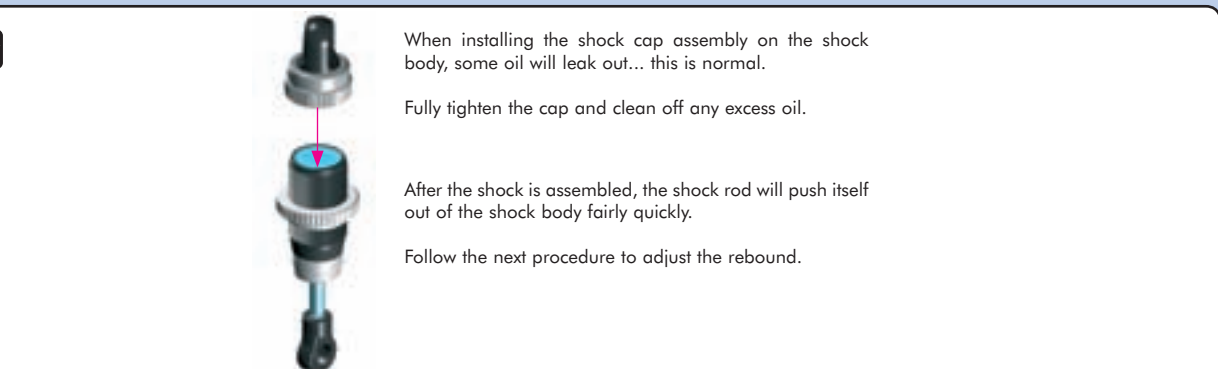 When installing the shock cap assembly on the shock
body, some oil will leak out... this is normal.
Fully tighten the cap and clean off any excess oil.
After the shock is assembled, the shock rod will push itself
out of the shock body fairly quickly.
Follow the next procedure to adjust the rebound.